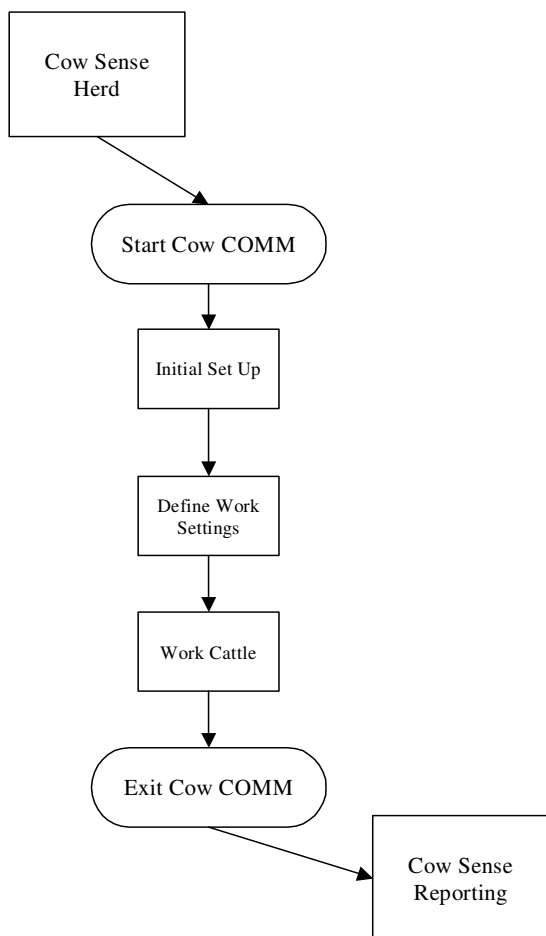 Cow Sense
Herd
Start Cow COMM
Initial Set Up
Define Work
Settings
Work Cattle
Exit Cow COMM
Cow Sense
Reporting